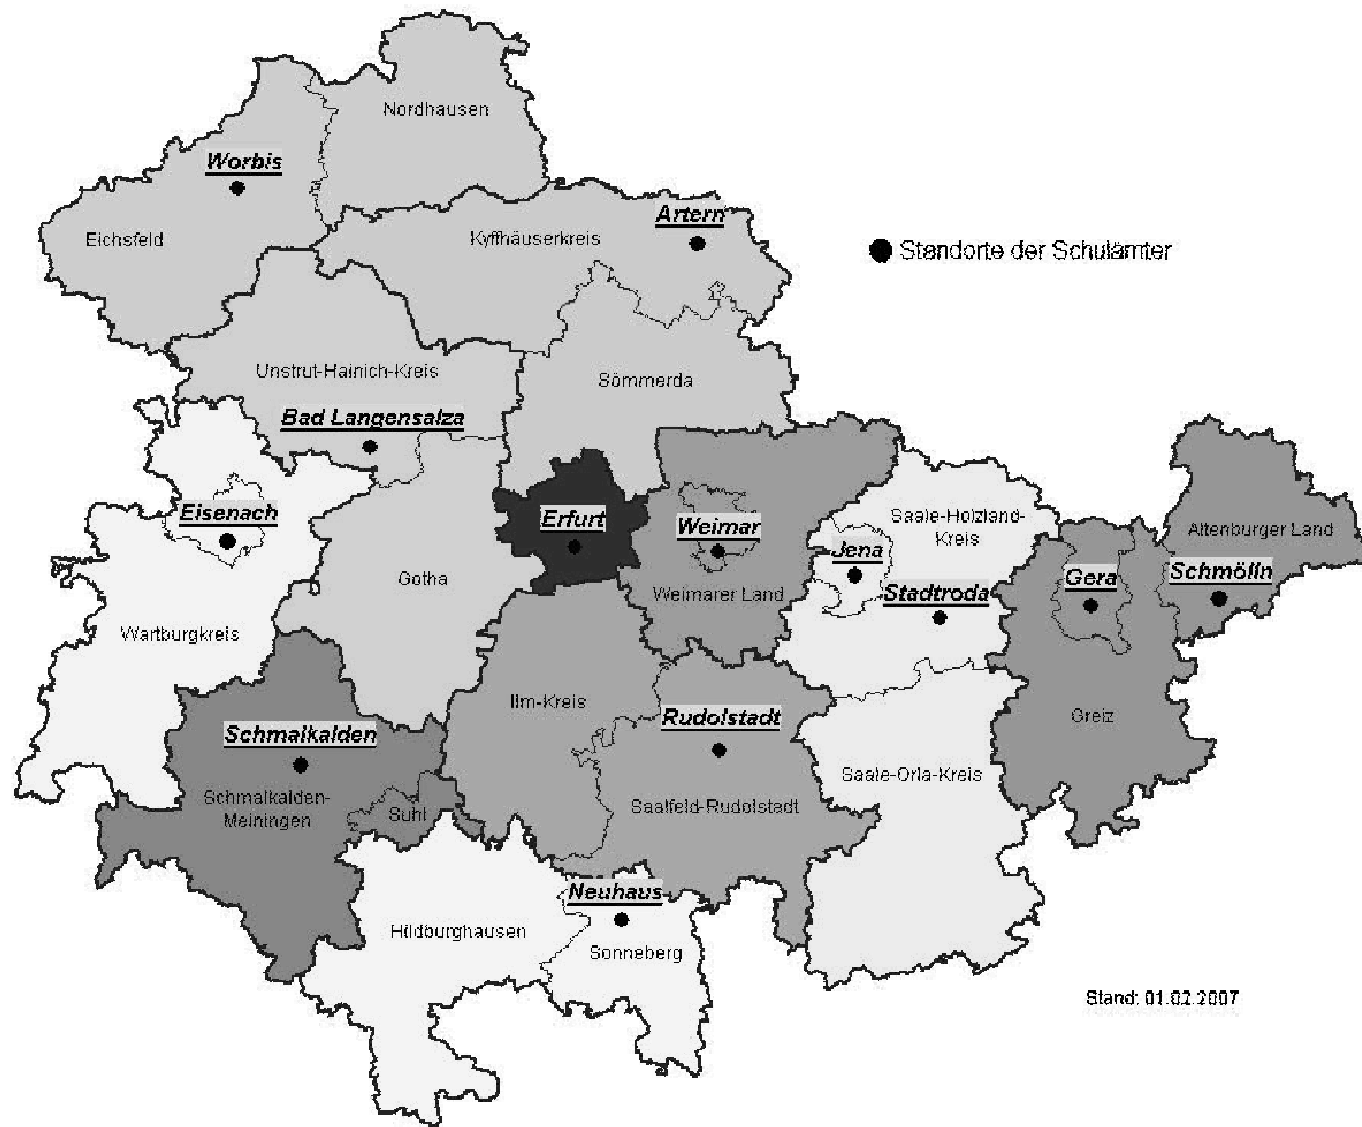 Nordhausen
Worbis
Artern
Eichsfeld
Kyffhäuserkreis
Standorte der Schulämter
Unstrut-Hainich-Kreis
Sömmerda
Bad Langensalza
Eisenach
Erfurt
Weimar
Saale-Holzland-
Kreis
Altenburger Land
Jena
Gotha
Gera
Schmölln
Weimarer Land
Stadtroda
Wartburgkreis
Ilm-Kreis
Rudolstadt
Greiz
Schmalkalden
Saale-Orla-Kreis
Schmalkalden-
Meiningen
Suhl
Saalfeld-Rudolstadt
Neuhaus
Hildburghausen
Sonneberg
Stand: 01.02.2007